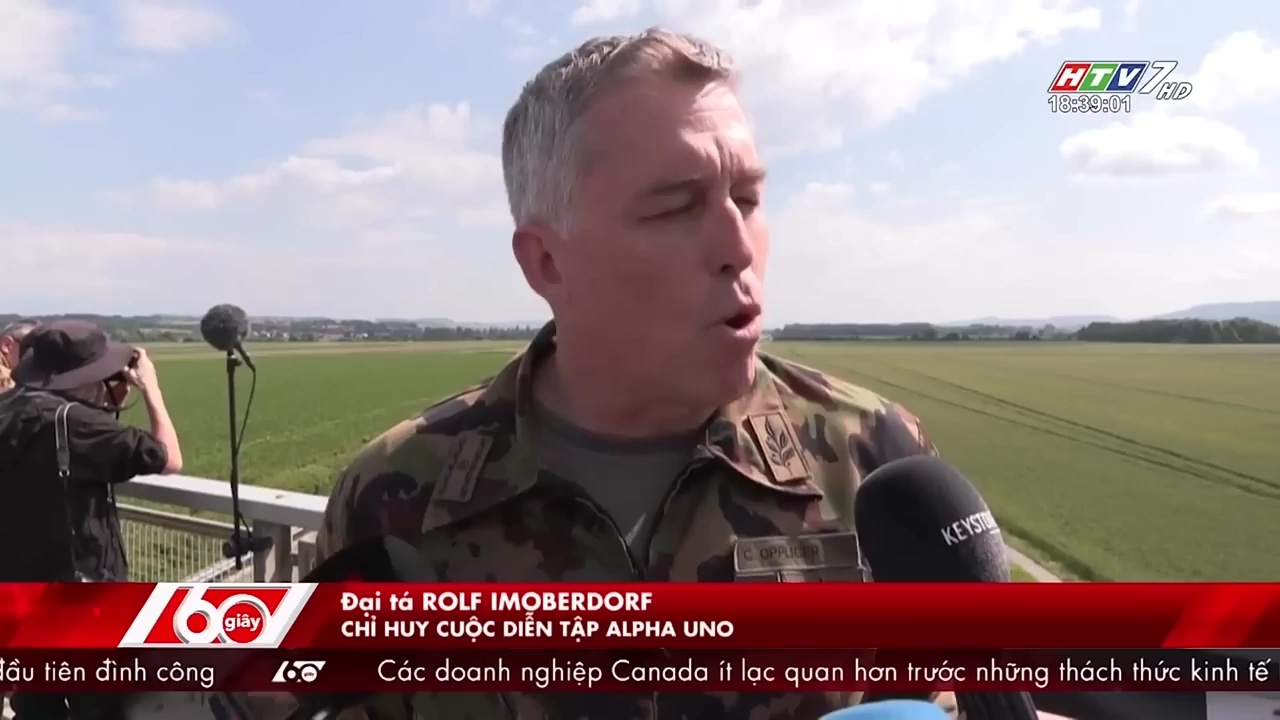 HTV7 HD
18:39:01
KEYSTO
C OPPLIGER
60 giây
Đại tá ROLF IMOBERDORF
CHỈ HUY CUỘC DIỄN TẬP ALPHA UNO
đầu tiên đình công 60 giây Các doanh nghiệp Canada ít lạc quan hơn trước những thách thức kinh tế